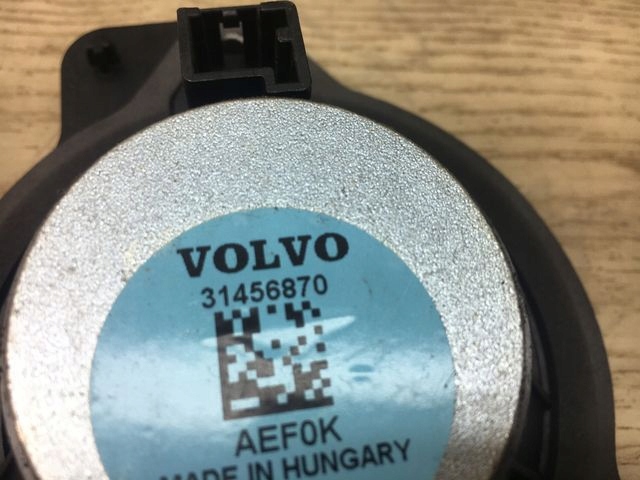 VOLVO
31456870
AEF0K
MADE IN HUNGARY